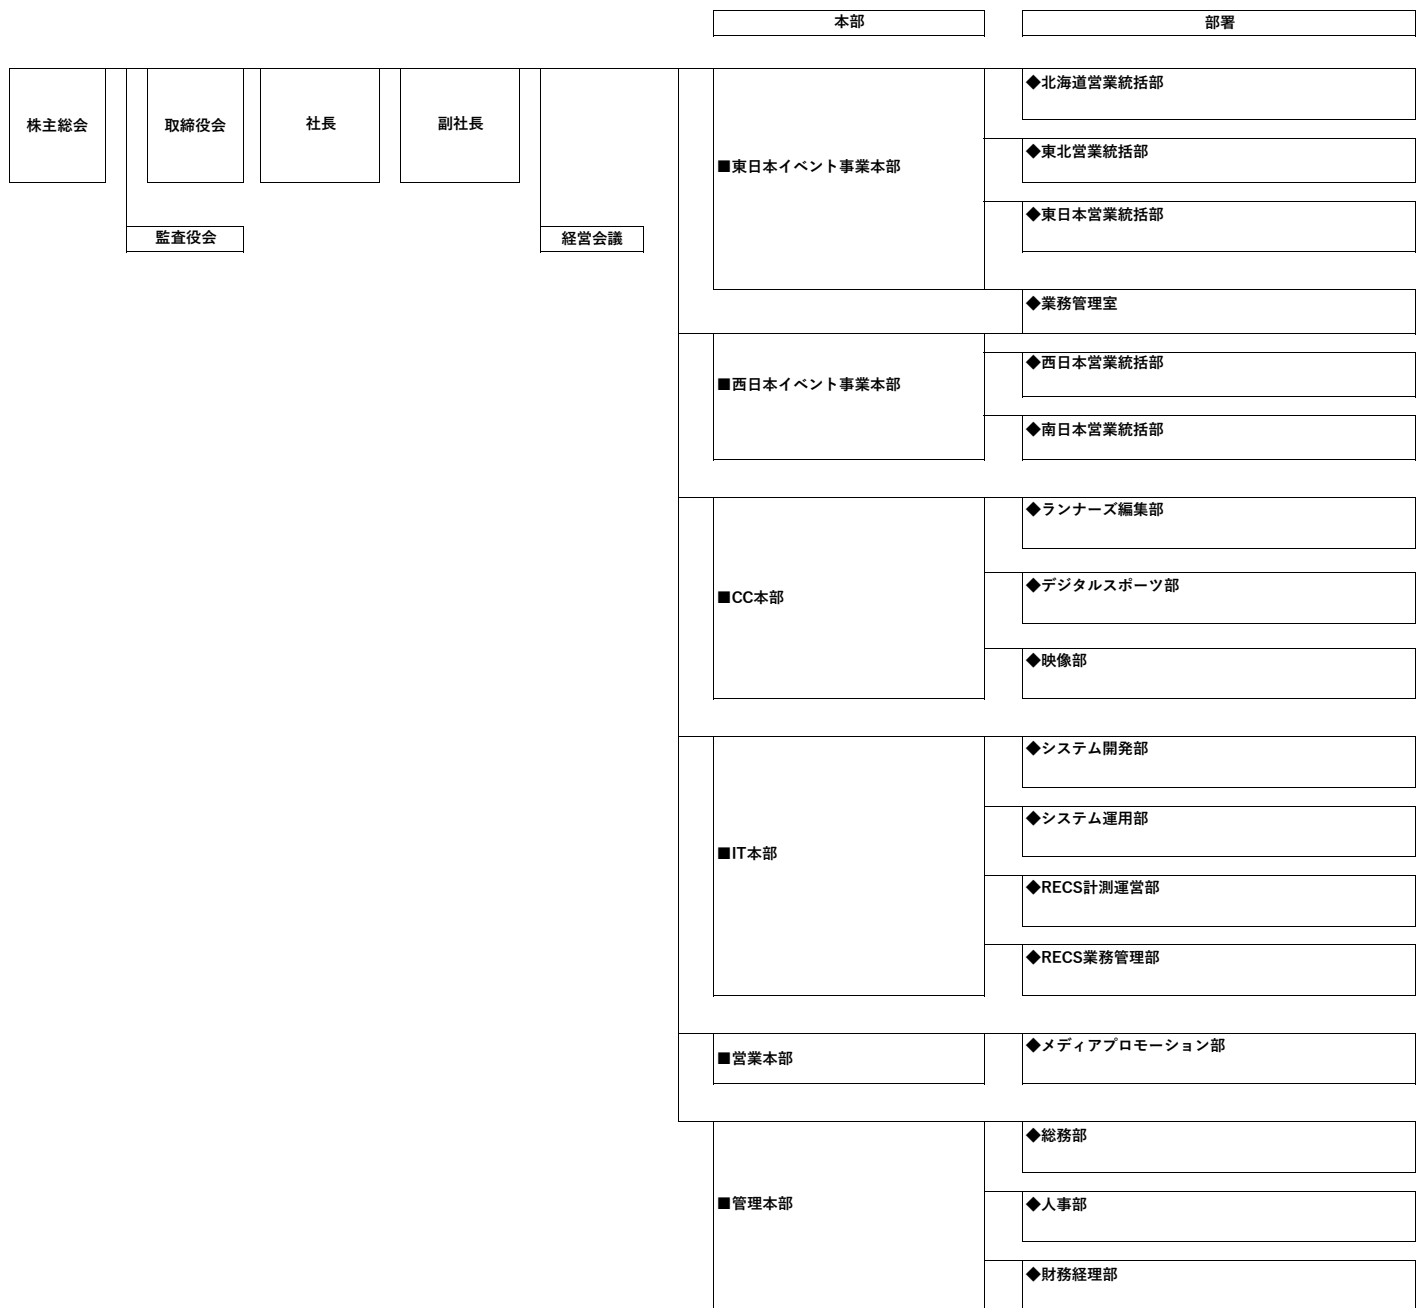 本部
部署
株主総会
取締役会
社長
副社長
監査役会
経営会議
■東日本イベント事業本部
◆北海道営業統括部
◆東北営業統括部
◆東日本営業統括部
◆業務管理室
■西日本イベント事業本部
◆西日本営業統括部
◆南日本営業統括部
■CC本部
◆ランナーズ編集部
◆デジタルスポーツ部
◆映像部
■IT本部
◆システム開発部
◆システム運用部
◆RECS計測運営部
◆RECS業務管理部
■営業本部
◆メディアプロモーション部
■管理本部
◆総務部
◆人事部
◆財務経理部